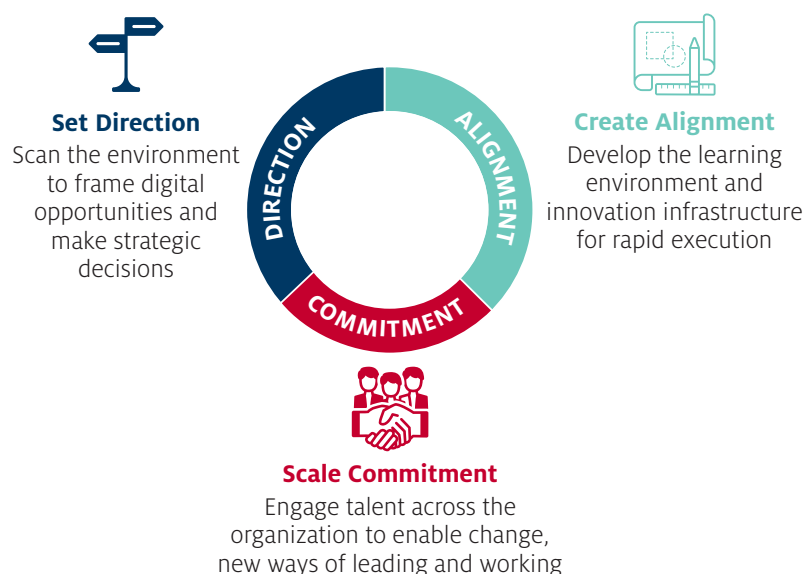 Set Direction
Scan the environment
to frame digital
opportunities and
make strategic
decisions
DIRECTION
ALIGNMENT
COMMITMENT
Create Alignment
Develop the learning
environment and
innovation infrastructure
for rapid execution
Scale Commitment
Engage talent across the
organization to enable change,
new ways of leading and working